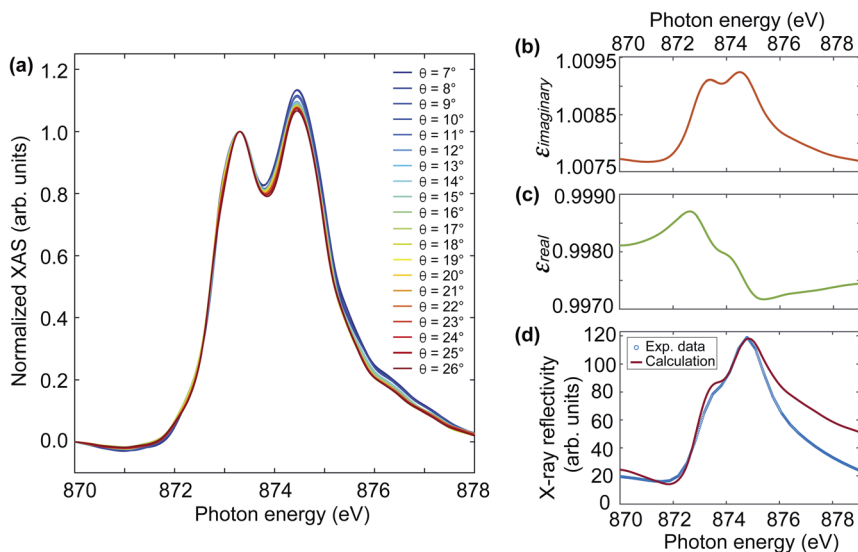 (a)
Normalized XAS (arb. units)
1.2
1.0
0.8
0.6
0.4
0.2
0.0
870
872
874
876
878
Photon energy (eV)
θ = 7°
θ = 8°
θ = 9°
θ = 10°
θ = 11°
θ = 12°
θ = 13°
θ = 14°
θ = 15°
θ = 16°
θ = 17°
θ = 18°
θ = 19°
θ = 20°
θ = 21°
θ = 22°
θ = 23°
θ = 24°
θ = 25°
θ = 26°
Photon energy (eV)
870 872 874 876 878
(b)
εimaginary
1.0095
1.0085
1.0075
(c)
εreal
0.9990
0.9980
0.9970
(d)
X-ray reflectivity
(arb. units)
120
100
80
60
40
20
0
Exp. data
Calculation
870 872 874 876 878
Photon energy (eV)